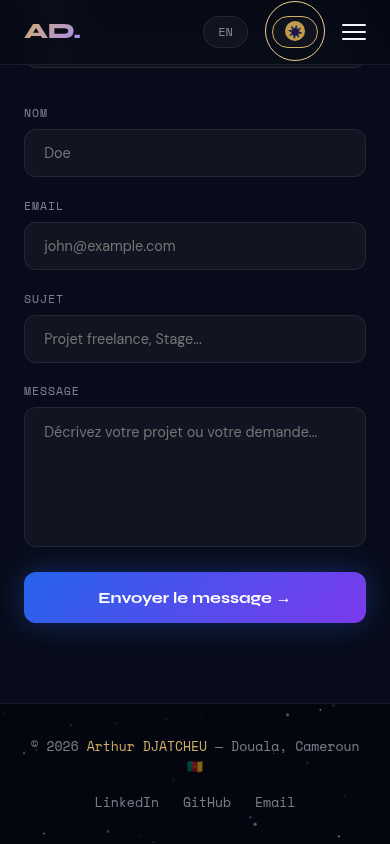 AD.
EN
NOM
Doe
EMAIL
john@example.com
SUJET
Projet freelance, Stage...
MESSAGE
Décrivez votre projet ou votre demande...
Envoyer le message →
© 2026 Arthur DJATCHEU — Douala, Cameroun
🇨🇲
LinkedIn GitHub Email